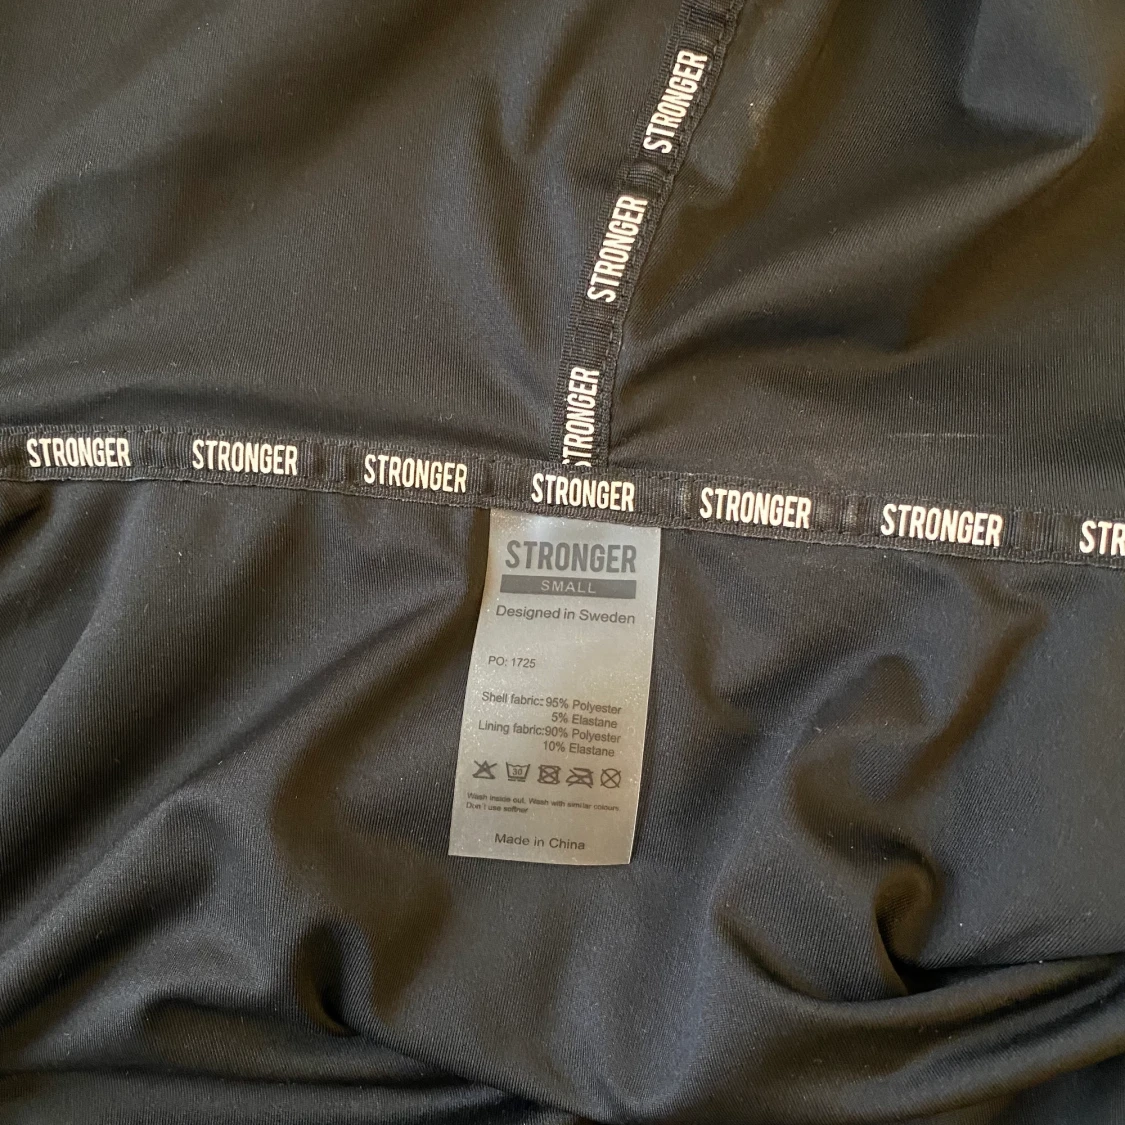 STRONGER
STRONGER
STRONGER
STRONGER STRONGER STRONGER STRONGER STRONGER STRONGER STR
STRONGER
SMALL
Designed in Sweden
PO: 1725
Shell fabric:95% Polyester
5% Elastane
Lining fabric:90% Polyester
10% Elastane
30
Wash inside out. Wash with similar colours.
Don't use softner
Made in China